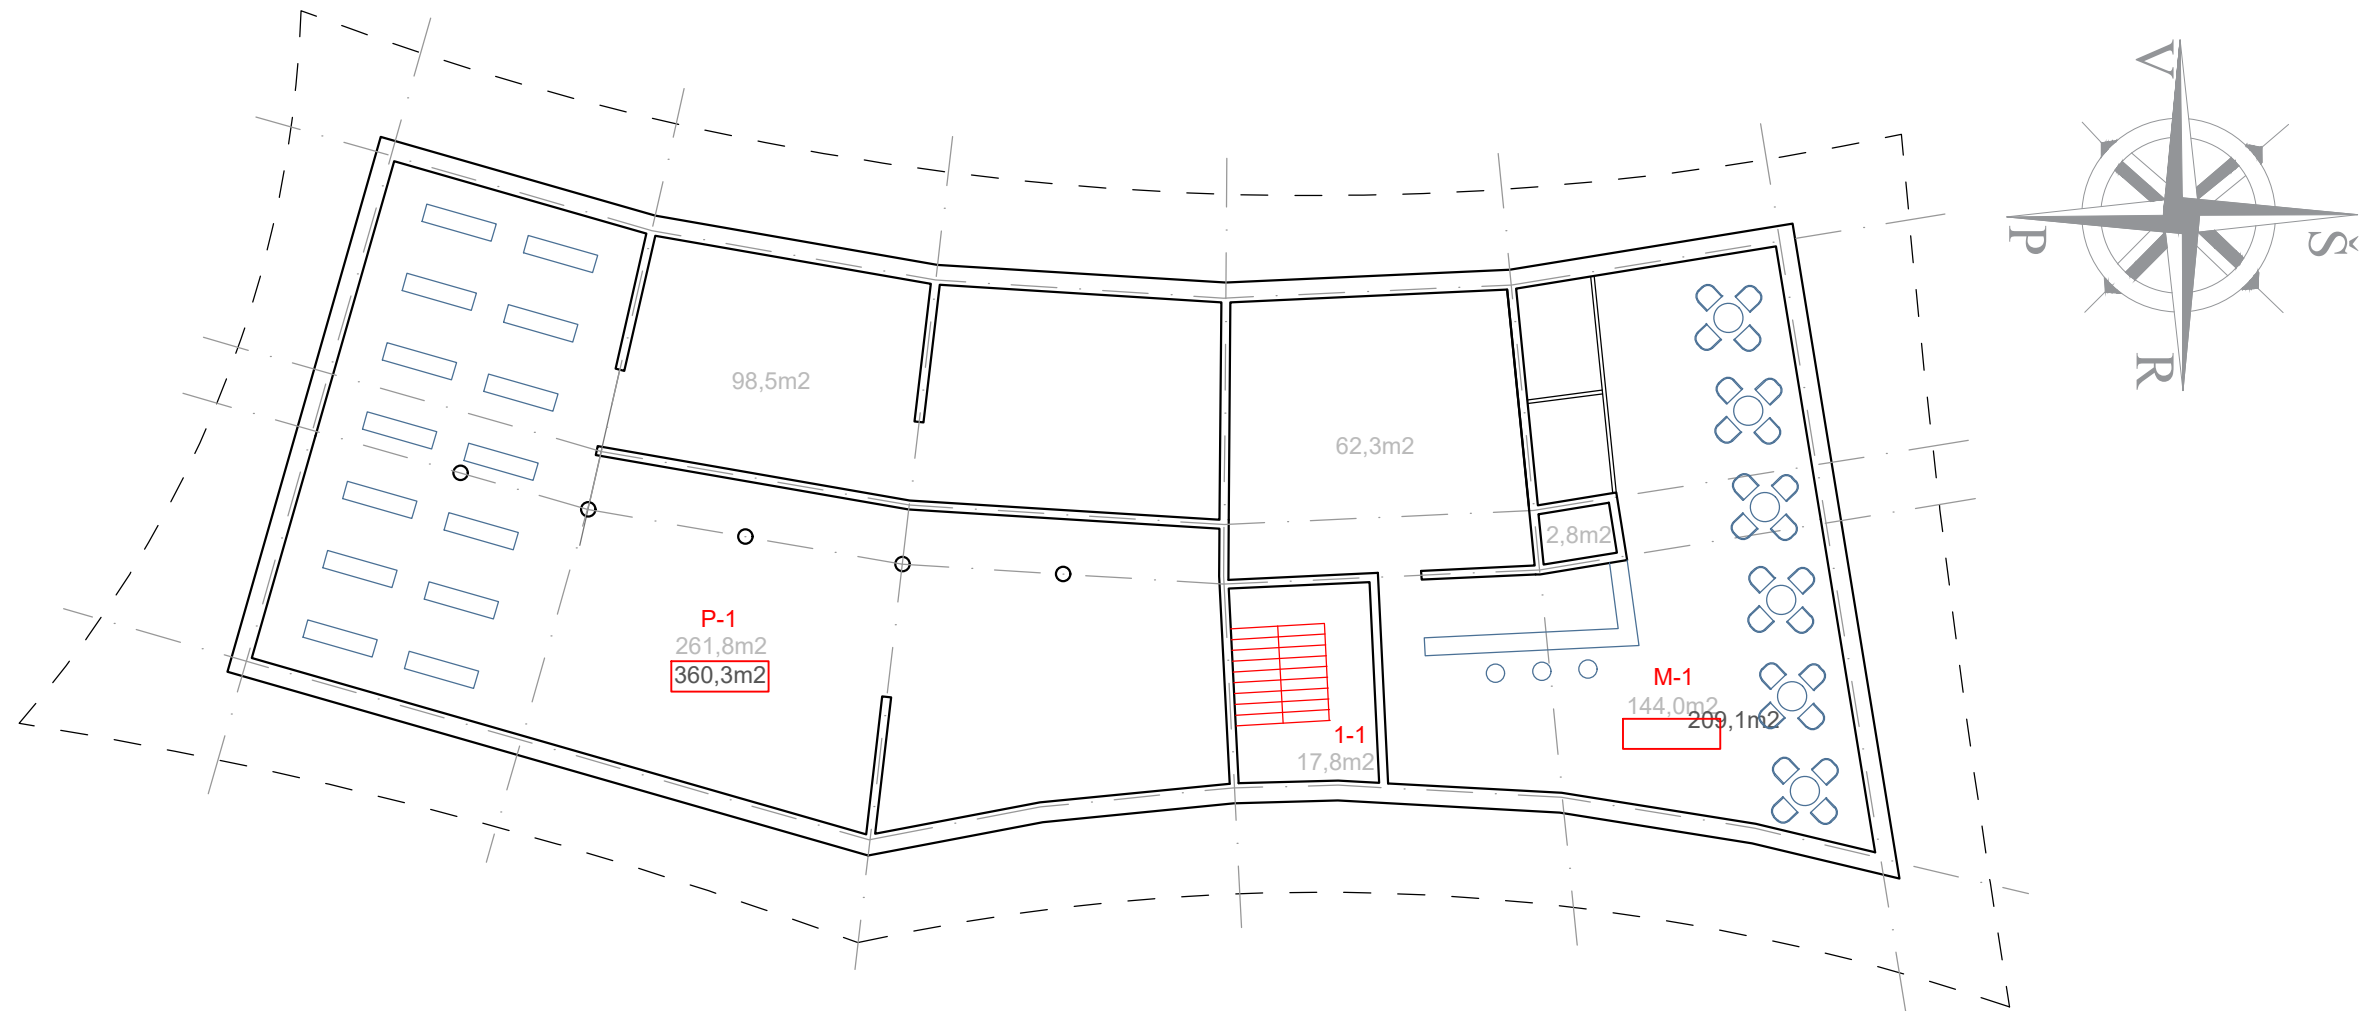 V
P
Š
R
98,5m2
62,3m2
2,8m2
P-1
261,8m2
360,3m2
M-1
144,0m2
209,1m2
1-1
17,8m2